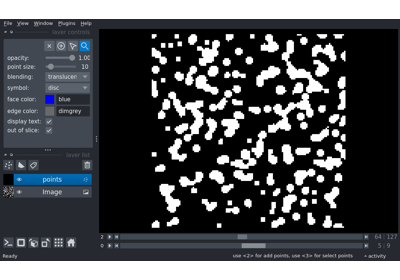 File View Window Plugins Help
layer controls
opacity: 1.00
point size: 10
blending: translucen
symbol: disc
face color: blue
edge color: dimgrey
display text:
out of slice:
layer list
points
Image
2 64 127
0 5 9
Ready use <2> for add points, use <3> for select points activity